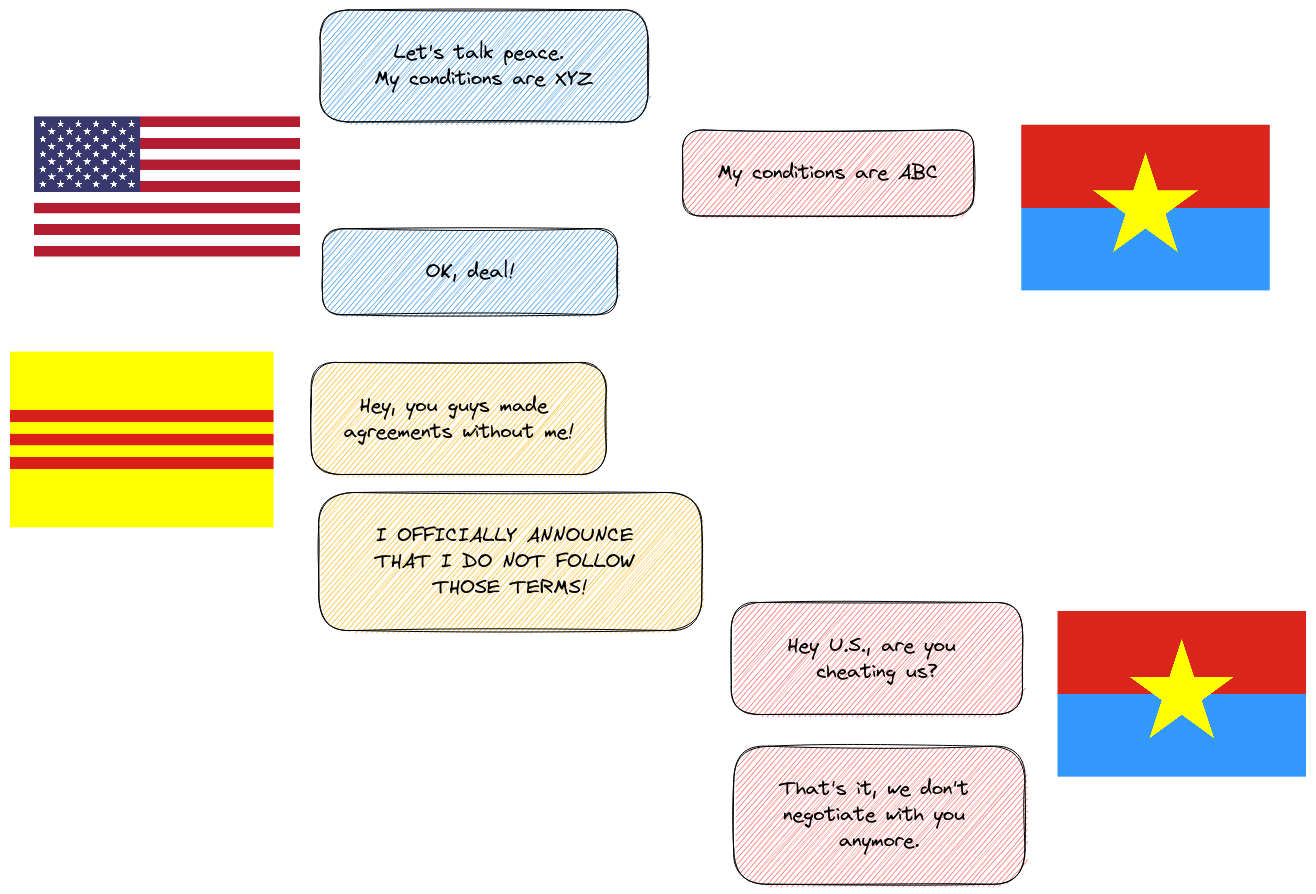 Let's talk peace.
My conditions are XYZ
My conditions are ABC
OK, deal!
Hey, you guys made
agreements without me!
I OFFICIALLY ANNOUNCE
THAT I DO NOT FOLLOW
THOSE TERMS!
Hey U.S., are you
cheating us?
That's it, we don't
negotiate with you
anymore.